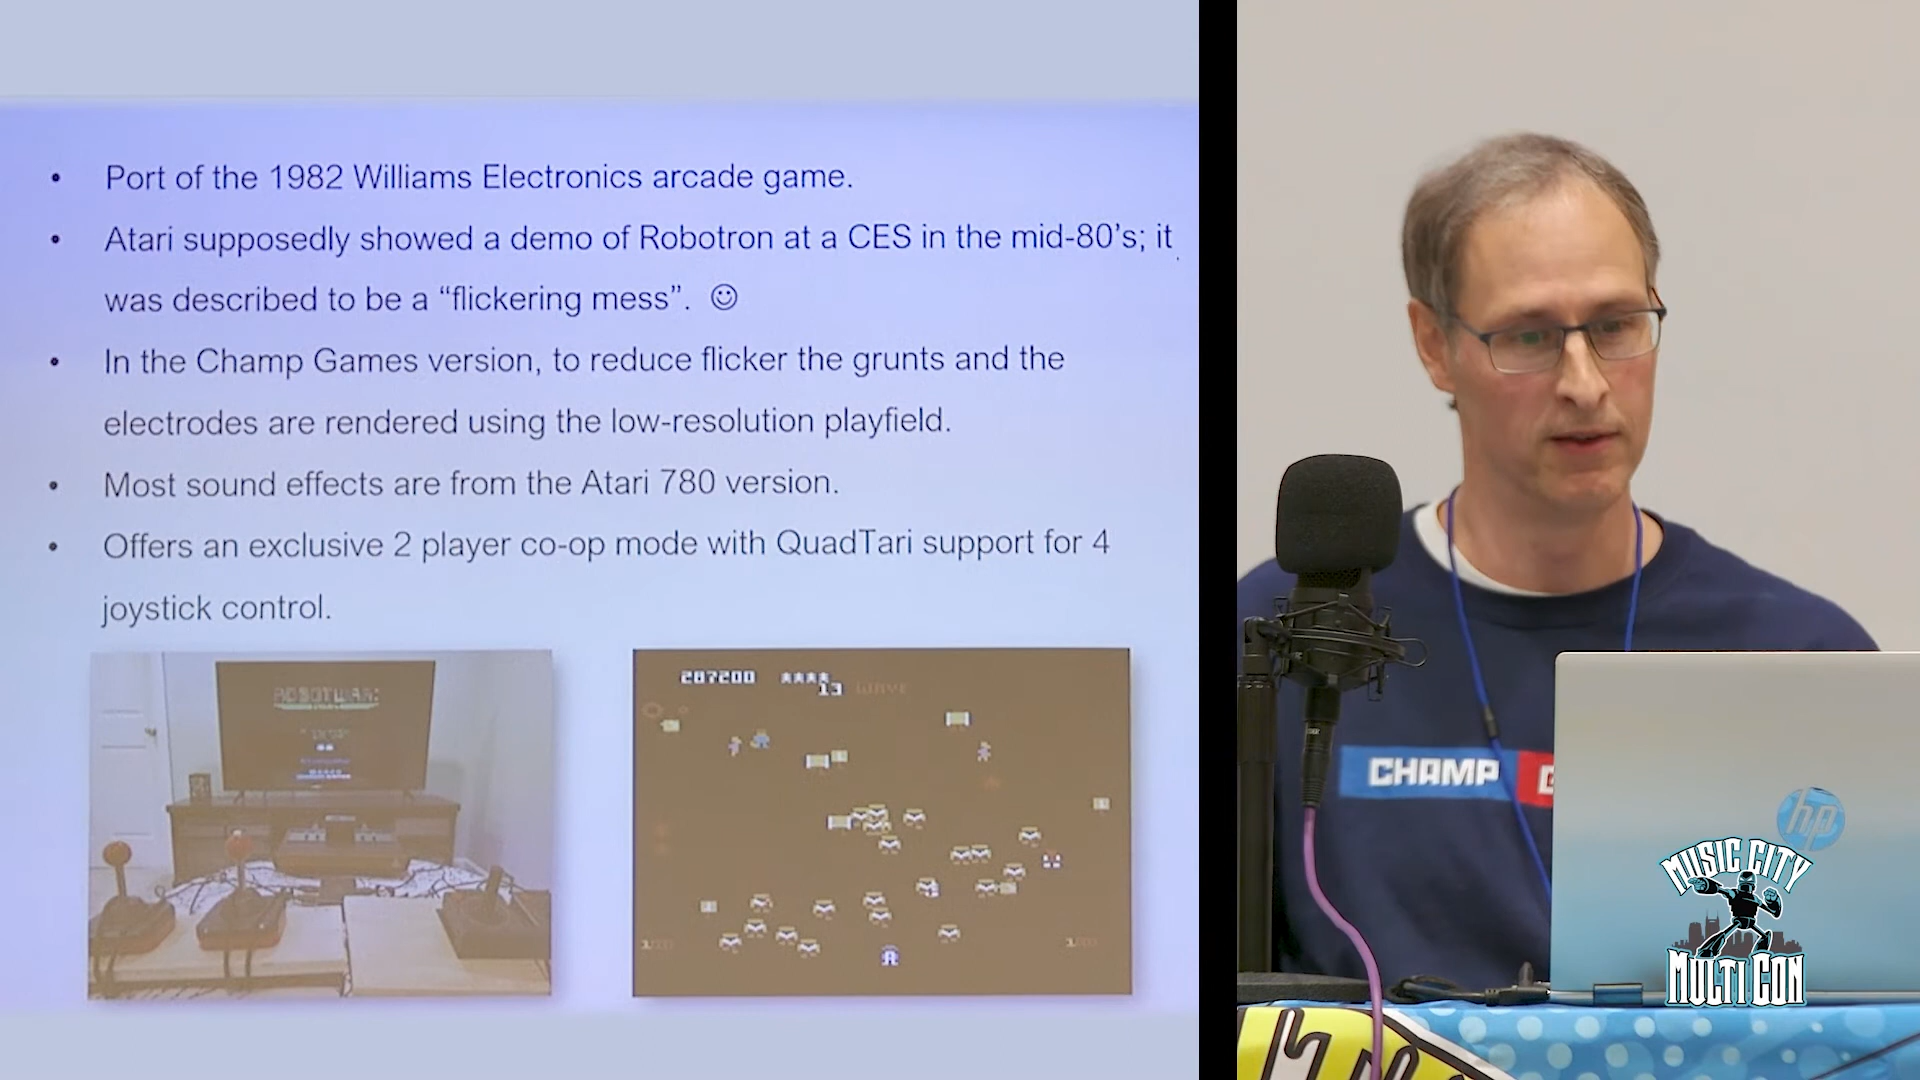 • Port of the 1982 Williams Electronics arcade game.
• Atari supposedly showed a demo of Robotron at a CES in the mid-80's; it
was described to be a “flickering mess”. ☺
• In the Champ Games version, to reduce flicker the grunts and the
electrodes are rendered using the low-resolution playfield.
• Most sound effects are from the Atari 780 version.
• Offers an exclusive 2 player co-op mode with QuadTari support for 4
joystick control.
ROBOTWAR:
207200
13 WAVE
CHAMP
hp
MUSIC CITY
MULTI CON